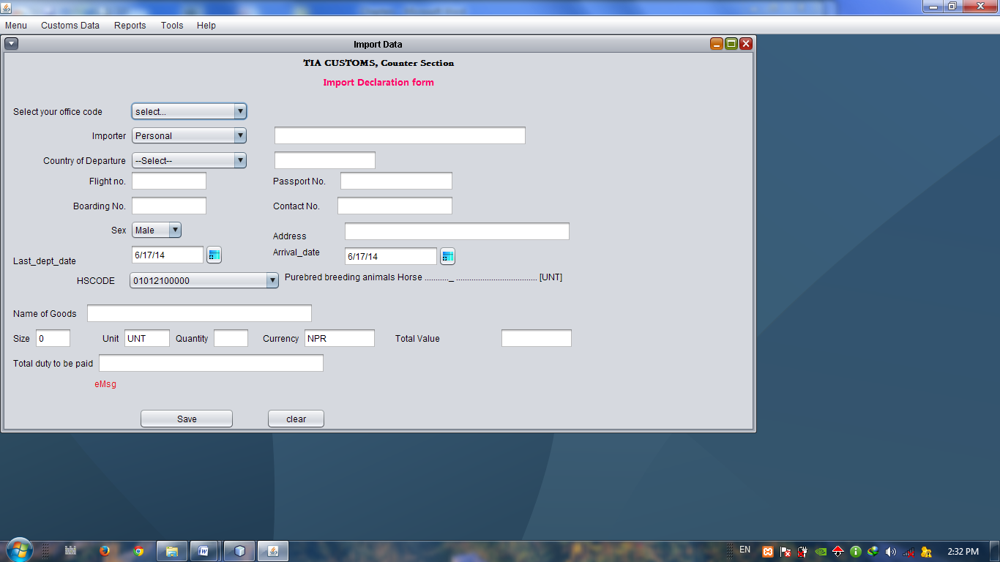 Menu Customs Data Reports Tools Help
Import Data
TIA CUSTOMS, Counter Section
Import Declaration form
Select your office code select...
Importer Personal
Country of Departure --Select--
Flight no. Passport No.
Boarding No. Contact No.
Sex Male Address
Last_dept_date 6/17/14 Arrival_date 6/17/14
HSCODE 01012100000 Purebred breeding animals Horse ..........._ ..................................... [UNT]
Name of Goods
Size 0 Unit UNT Quantity Currency NPR Total Value
Total duty to be paid
eMsg
Save clear
EN 2:32 PM